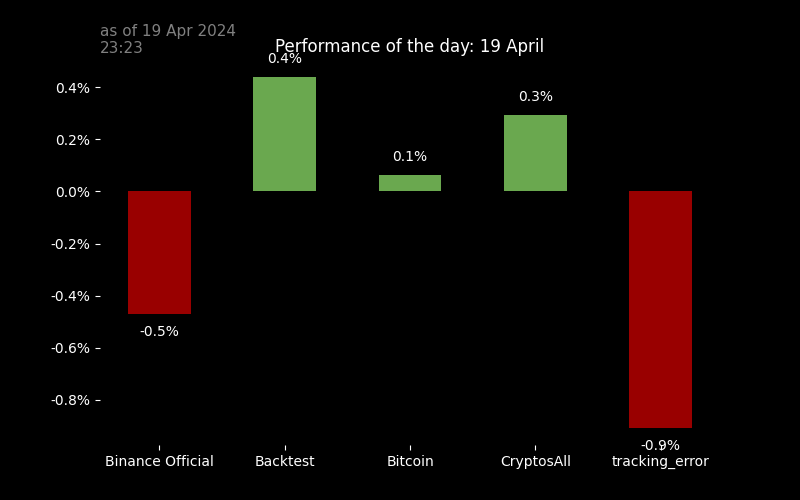 as of 19 Apr 2024
23:23
Performance of the day: 19 April
0.4%
0.4%
0.3%
0.2%
0.1%
0.0%
-0.2%
-0.4%
-0.5%
-0.6%
-0.8%
-0.9%
Binance Official
Backtest
Bitcoin
CryptosAll
tracking_error